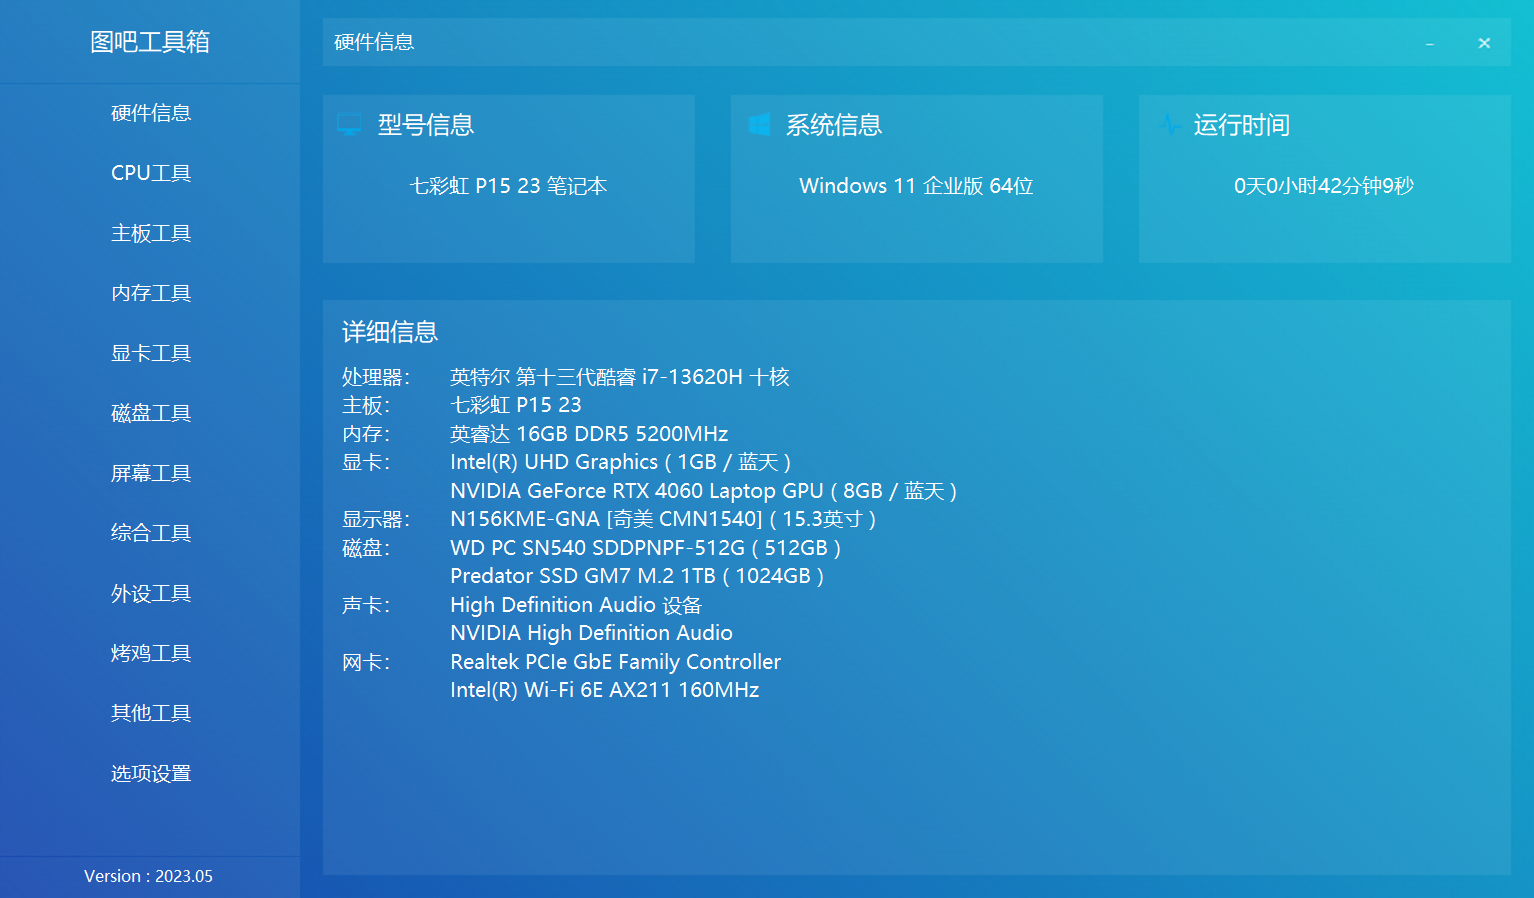 图吧工具箱
硬件信息
CPU工具
主板工具
内存工具
显卡工具
磁盘工具
屏幕工具
综合工具
外设工具
烤鸡工具
其他工具
选项设置
Version : 2023.05
硬件信息
型号信息
七彩虹 P15 23 笔记本
系统信息
Windows 11 企业版 64位
运行时间
0天0小时42分钟9秒
详细信息
处理器： 英特尔 第十三代酷睿 i7-13620H 十核
主板： 七彩虹 P15 23
内存： 英睿达 16GB DDR5 5200MHz
显卡： Intel(R) UHD Graphics ( 1GB / 蓝天 )
NVIDIA GeForce RTX 4060 Laptop GPU ( 8GB / 蓝天 )
显示器： N156KME-GNA [奇美 CMN1540] ( 15.3英寸 )
磁盘： WD PC SN540 SDDPNPF-512G ( 512GB )
Predator SSD GM7 M.2 1TB ( 1024GB )
声卡： High Definition Audio 设备
NVIDIA High Definition Audio
网卡： Realtek PCIe GbE Family Controller
Intel(R) Wi-Fi 6E AX211 160MHz